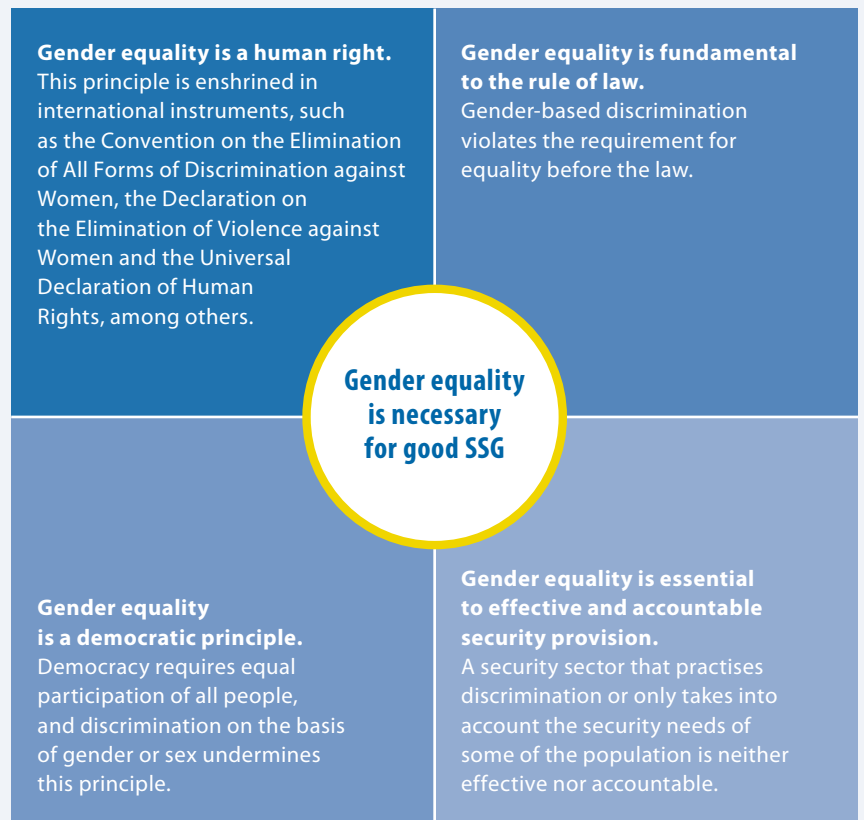 Gender equality is a human right.
This principle is enshrined in
international instruments, such
as the Convention on the Elimination
of All Forms of Discrimination against
Women, the Declaration on
the Elimination of Violence against
Women and the Universal
Declaration of Human
Rights, among others.
Gender equality is fundamental
to the rule of law.
Gender-based discrimination
violates the requirement for
equality before the law.
Gender equality
is necessary
for good SSG
Gender equality
is a democratic principle.
Democracy requires equal
participation of all people,
and discrimination on the basis
of gender or sex undermines
this principle.
Gender equality is essential
to effective and accountable
security provision.
A security sector that practises
discrimination or only takes into
account the security needs of
some of the population is neither
effective nor accountable.